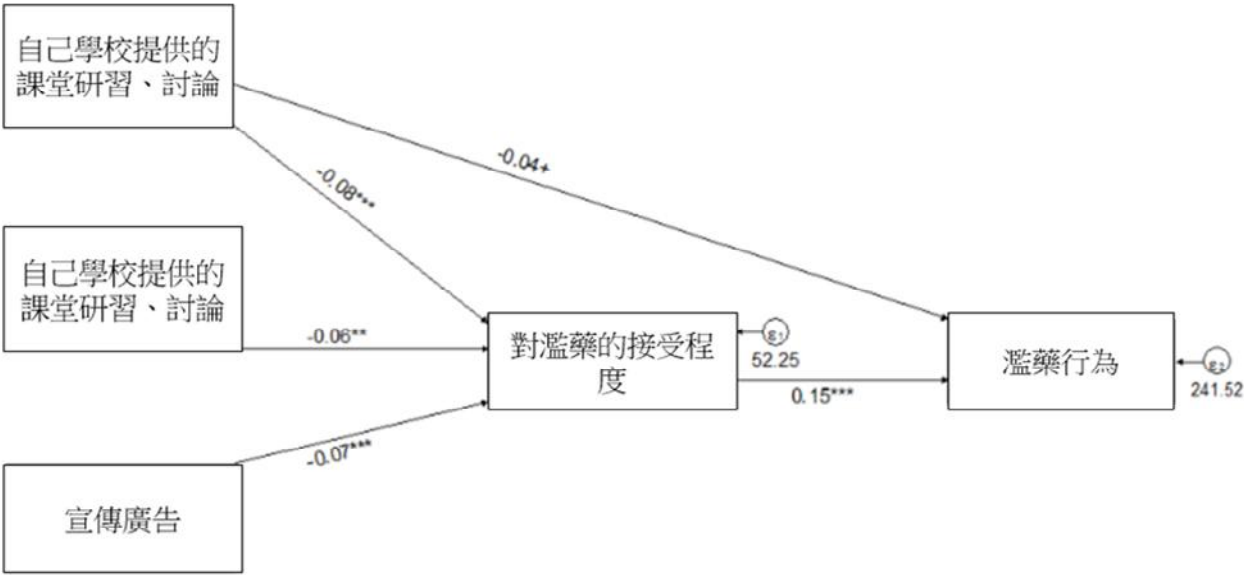 自己學校提供的
課堂研習、討論
-0.04+
-0.08***
自己學校提供的
課堂研習、討論
-0.06**
對濫藥的接受程
度
ε1
52.25
0.15***
濫藥行為
ε2
241.52
-0.07***
宣傳廣告